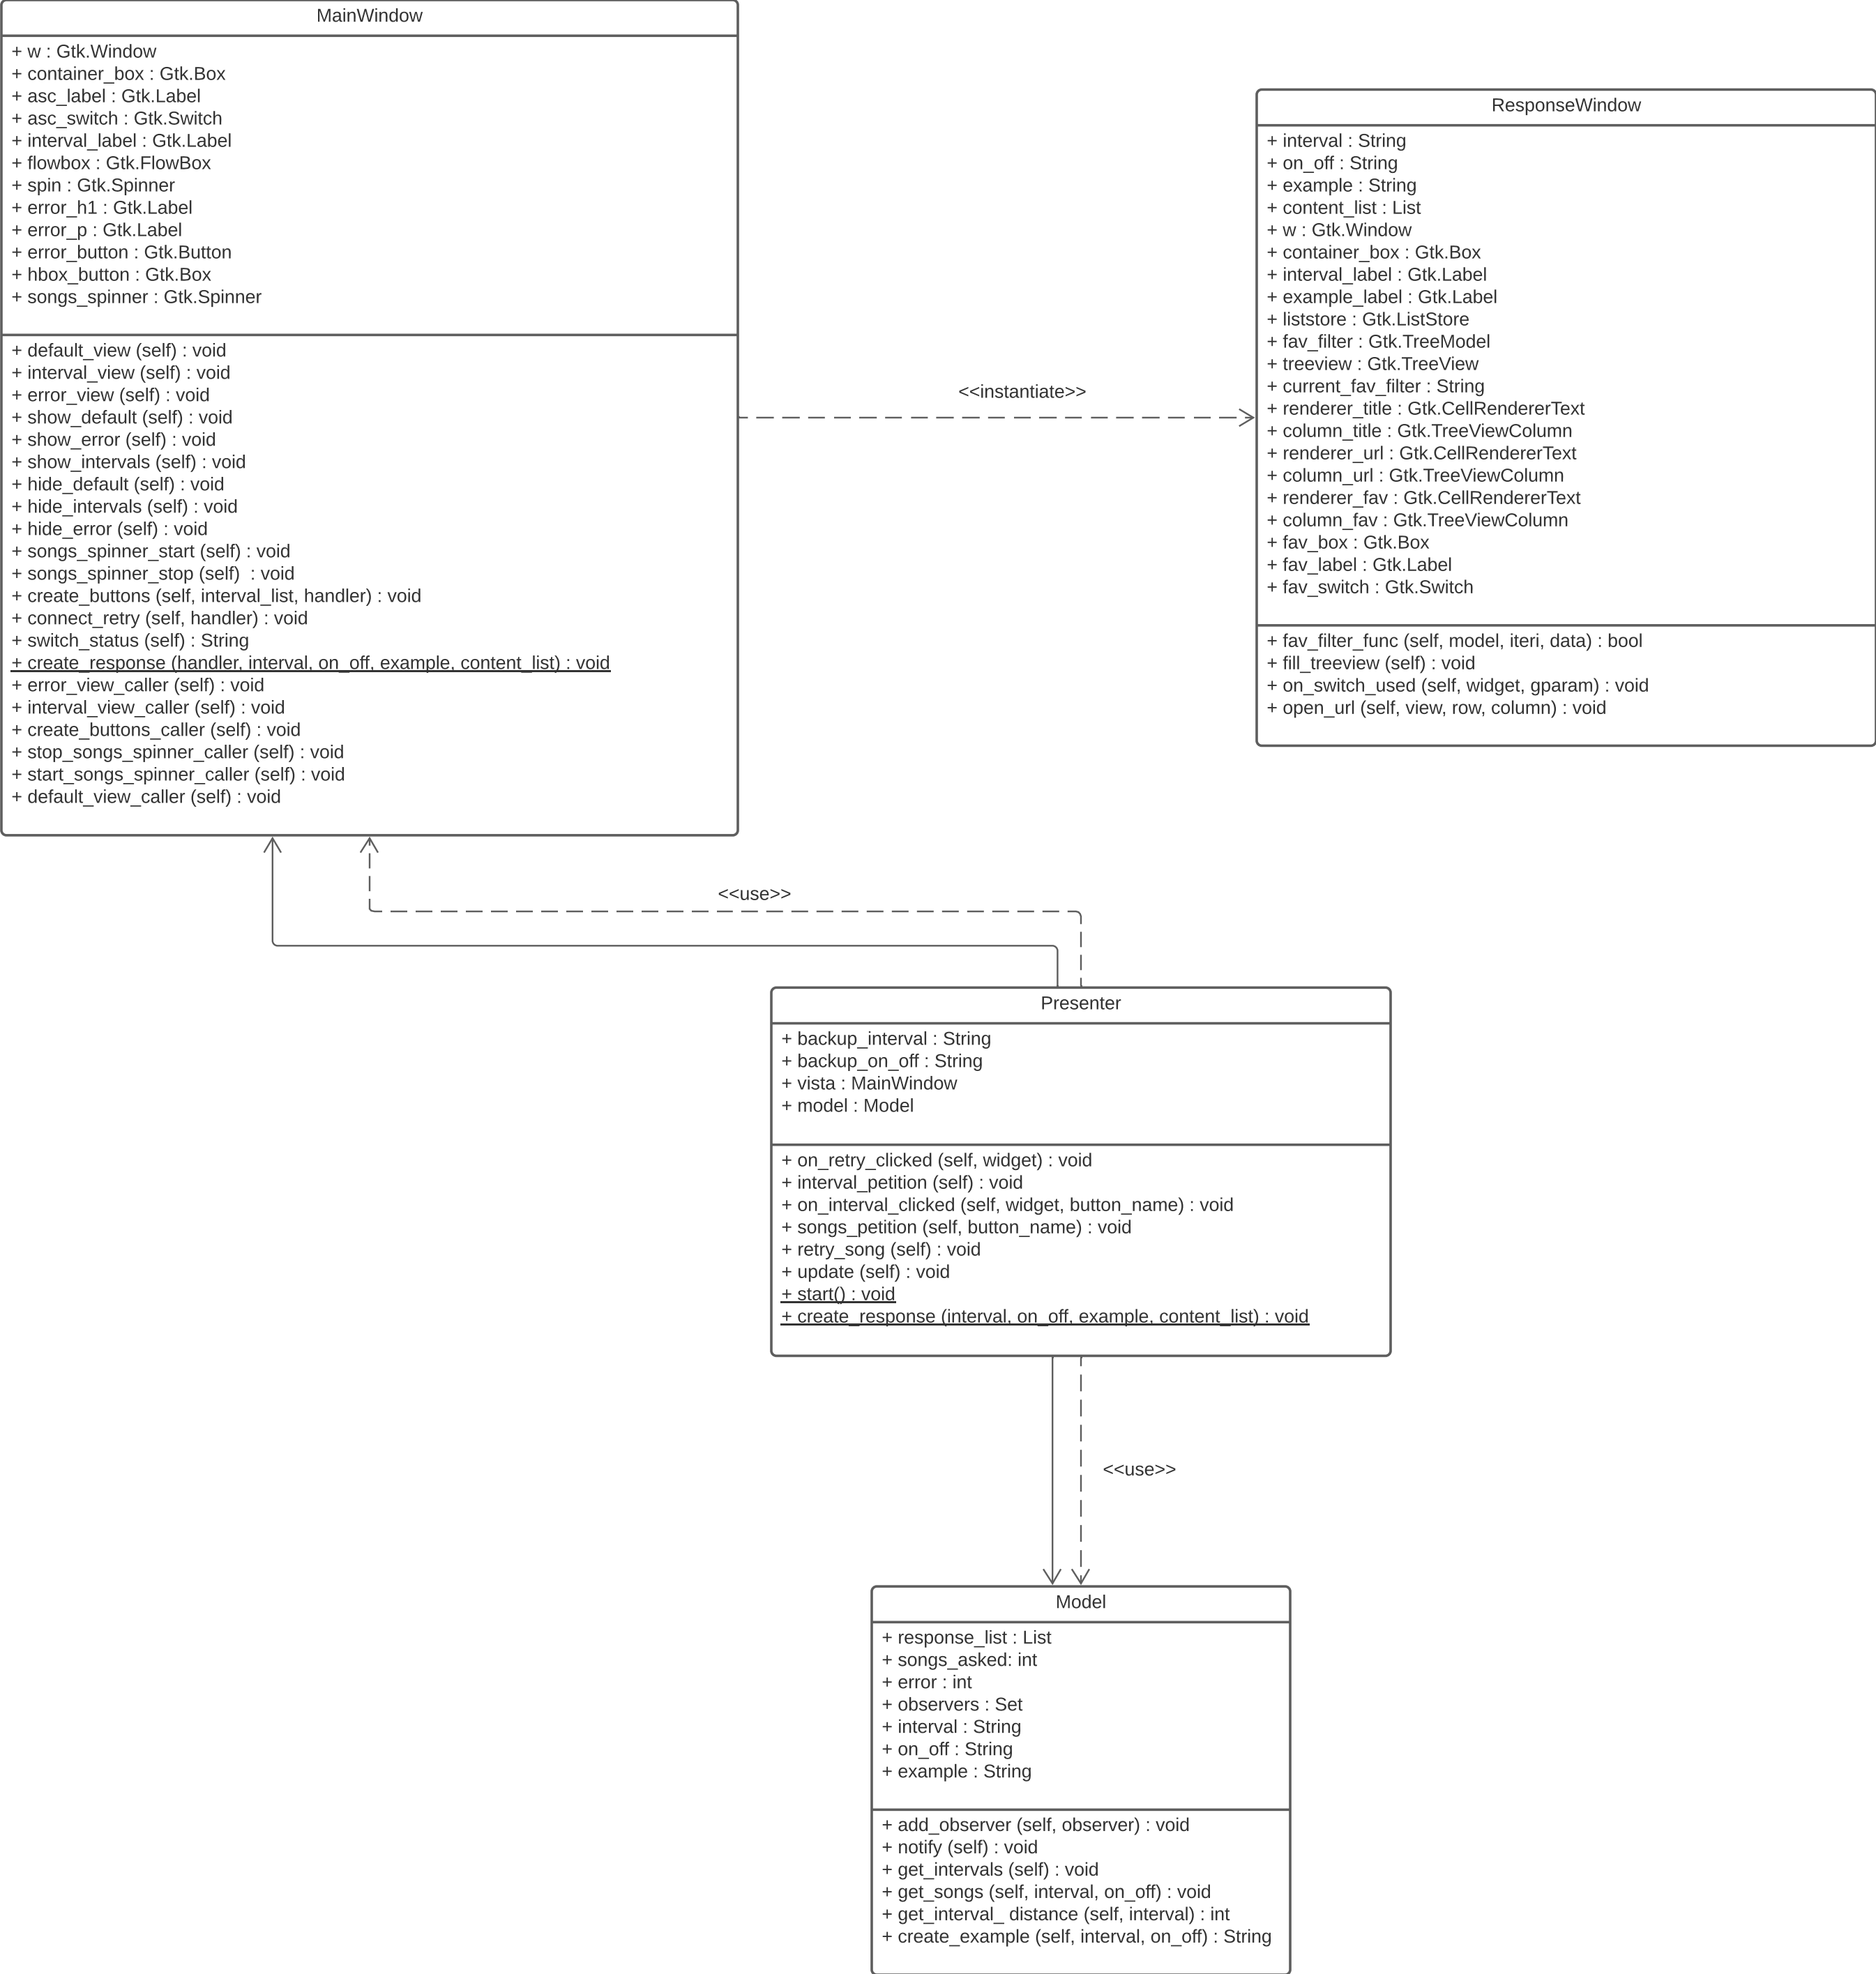 MainWindow
+ w : Gtk.Window
+ container_box : Gtk.Box
+ asc_label : Gtk.Label
+ asc_switch : Gtk.Switch
+ interval_label : Gtk.Label
+ flowbox : Gtk.FlowBox
+ spin : Gtk.Spinner
+ error_h1 : Gtk.Label
+ error_p : Gtk.Label
+ error_button : Gtk.Button
+ hbox_button : Gtk.Box
+ songs_spinner : Gtk.Spinner
+ default_view (self) : void
+ interval_view (self) : void
+ error_view (self) : void
+ show_default (self) : void
+ show_error (self) : void
+ show_intervals (self) : void
+ hide_default (self) : void
+ hide_intervals (self) : void
+ hide_error (self) : void
+ songs_spinner_start (self) : void
+ songs_spinner_stop (self)  : void
+ create_buttons (self, interval_list, handler) : void
+ connect_retry (self, handler) : void
+ switch_status (self) : String
+ create_response (handler, interval, on_off, example, content_list) : void
+ error_view_caller (self) : void
+ interval_view_caller (self) : void
+ create_buttons_caller (self) : void
+ stop_songs_spinner_caller (self) : void
+ start_songs_spinner_caller (self) : void
+ default_view_caller (self) : void
<<instantiate>>
ResponseWindow
+ interval : String
+ on_off : String
+ example : String
+ content_list : List
+ w : Gtk.Window
+ container_box : Gtk.Box
+ interval_label : Gtk.Label
+ example_label : Gtk.Label
+ liststore : Gtk.ListStore
+ fav_filter : Gtk.TreeModel
+ treeview : Gtk.TreeView
+ current_fav_filter : String
+ renderer_title : Gtk.CellRendererText
+ column_title : Gtk.TreeViewColumn
+ renderer_url : Gtk.CellRendererText
+ column_url : Gtk.TreeViewColumn
+ renderer_fav : Gtk.CellRendererText
+ column_fav : Gtk.TreeViewColumn
+ fav_box : Gtk.Box
+ fav_label : Gtk.Label
+ fav_switch : Gtk.Switch
+ fav_filter_func (self, model, iteri, data) : bool
+ fill_treeview (self) : void
+ on_switch_used (self, widget, gparam) : void
+ open_url (self, view, row, column) : void
<<use>>
Presenter
+ backup_interval : String
+ backup_on_off : String
+ vista : MainWindow
+ model : Model
+ on_retry_clicked (self, widget) : void
+ interval_petition (self) : void
+ on_interval_clicked (self, widget, button_name) : void
+ songs_petition (self, button_name) : void
+ retry_song (self) : void
+ update (self) : void
+ start() : void
+ create_response (interval, on_off, example, content_list) : void
<<use>>
Model
+ response_list : List
+ songs_asked: int
+ error : int
+ observers : Set
+ interval : String
+ on_off : String
+ example : String
+ add_observer (self, observer) : void
+ notify (self) : void
+ get_intervals (self) : void
+ get_songs (self, interval, on_off) : void
+ get_interval_ distance (self, interval) : int
+ create_example (self, interval, on_off) : String